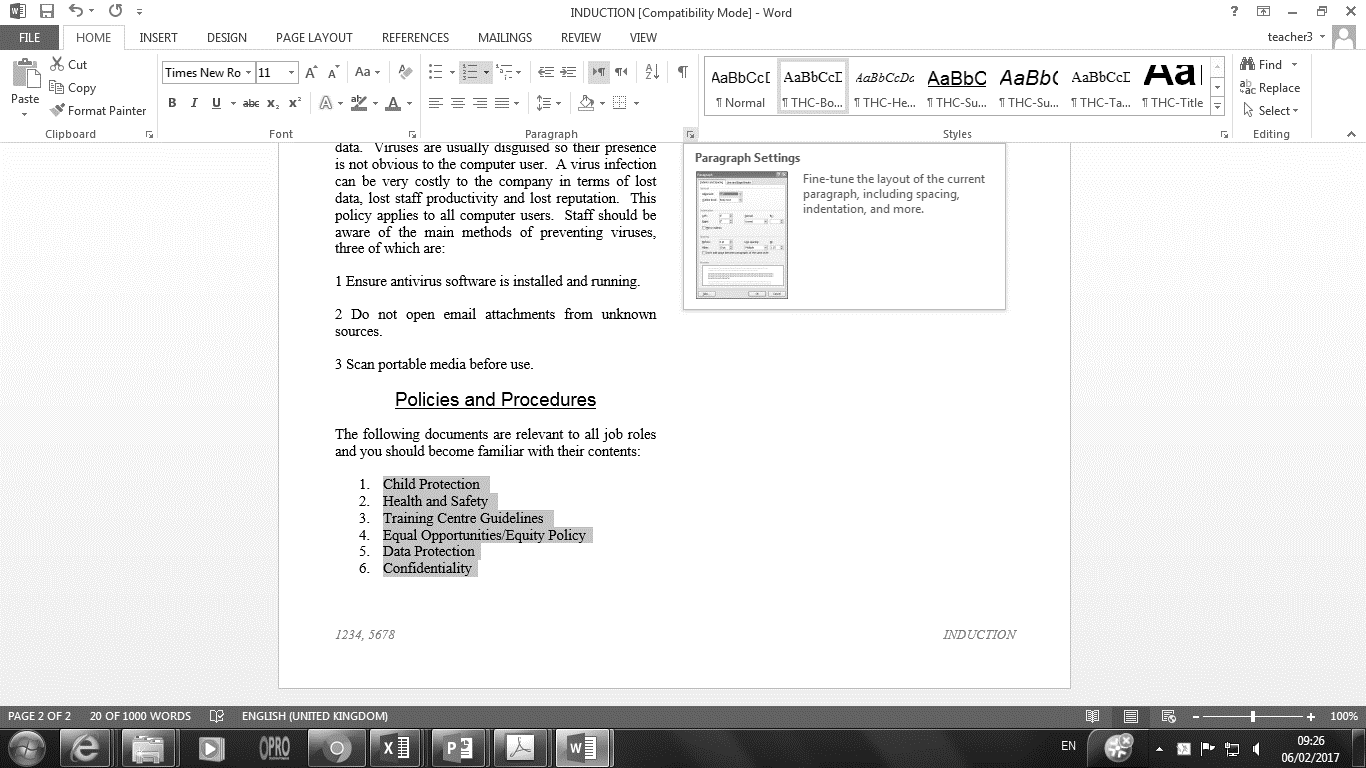 INDUCTION [Compatibility Mode] - Word
FILE HOME INSERT DESIGN PAGE LAYOUT REFERENCES MAILINGS REVIEW VIEW teacher3
Paste
Cut
Copy
Format Painter
Times New Ro 11
Aa
B I U abc x₂ x²
AaBbCcI AaBbCcI AaBbCcDa AaBbC AaBb( AaBbCcI Aal
¶ Normal ¶ THC-Bo... ¶ THC-He... ¶ THC-Su... ¶ THC-Su... ¶ THC-Ta... ¶ THC-Title
Find
Replace
Select
Clipboard Font Paragraph Styles Editing
data. Viruses are usually disguised so their presence
is not obvious to the computer user. A virus infection
can be very costly to the company in terms of lost
data, lost staff productivity and lost reputation. This
policy applies to all computer users. Staff should be
aware of the main methods of preventing viruses,
three of which are:
1 Ensure antivirus software is installed and running.
2 Do not open email attachments from unknown
sources.
3 Scan portable media before use.
Policies and Procedures
The following documents are relevant to all job roles
and you should become familiar with their contents:
1. Child Protection
2. Health and Safety
3. Training Centre Guidelines
4. Equal Opportunities/Equity Policy
5. Data Protection
6. Confidentiality
1234, 5678 INDUCTION
Paragraph Settings
Fine-tune the layout of the current
paragraph, including spacing,
indentation, and more.
PAGE 2 OF 2 20 OF 1000 WORDS ENGLISH (UNITED KINGDOM) 100%
OPRO
EN
09:26
06/02/2017